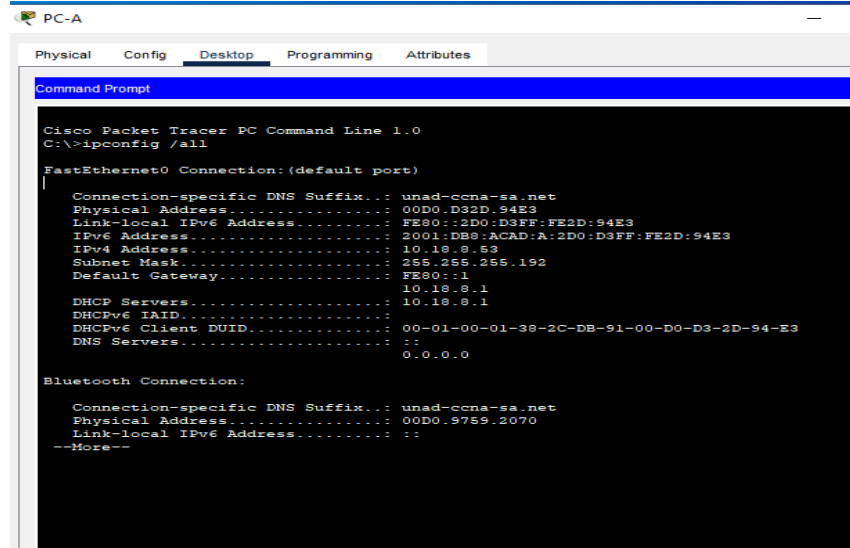 PC-A
Physical Config Desktop Programming Attributes
Command Prompt
Cisco Packet Tracer PC Command Line 1.0
C:\>ipconfig /all
FastEthernet0 Connection:(default port)
Connection-specific DNS Suffix..: unad-ccna-sa.net
Physical Address................: 00D0.D32D.94E3
Link-local IPv6 Address.........: FE80::2D0:D3FF:FE2D:94E3
IPv6 Address....................: 2001:DB8:ACAD:A:2D0:D3FF:FE2D:94E3
IPv4 Address....................: 10.18.8.53
Subnet Mask.....................: 255.255.255.192
Default Gateway.................: FE80::1
10.18.8.1
DHCP Servers....................: 10.18.8.1
DHCPv6 IAID.....................:
DHCPv6 Client DUID..............: 00-01-00-01-38-2C-DB-91-00-D0-D3-2D-94-E3
DNS Servers.....................: ::
0.0.0.0
Bluetooth Connection:
Connection-specific DNS Suffix..: unad-ccna-sa.net
Physical Address................: 00D0.9759.2070
Link-local IPv6 Address.........: ::
--More--